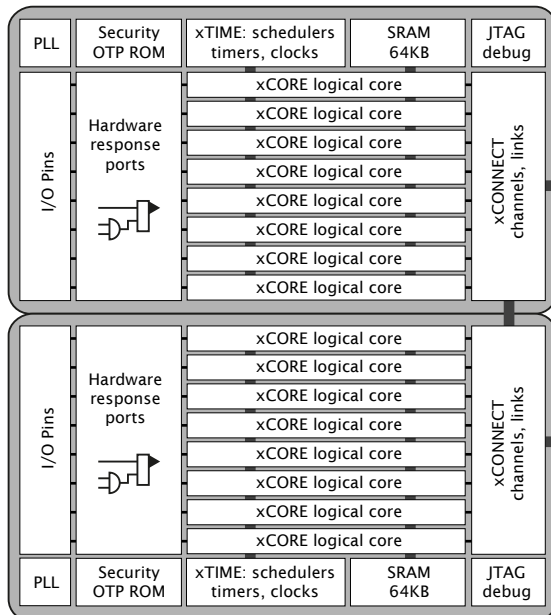 PLL
Security
OTP ROM
xTIME: schedulers
timers, clocks
SRAM
64KB
JTAG
debug
I/O Pins
Hardware
response
ports
xCORE logical core
xCORE logical core
xCORE logical core
xCORE logical core
xCORE logical core
xCORE logical core
xCORE logical core
xCORE logical core
xCONNECT
channels, links
I/O Pins
Hardware
response
ports
xCORE logical core
xCORE logical core
xCORE logical core
xCORE logical core
xCORE logical core
xCORE logical core
xCORE logical core
xCORE logical core
xCONNECT
channels, links
PLL
Security
OTP ROM
xTIME: schedulers
timers, clocks
SRAM
64KB
JTAG
debug